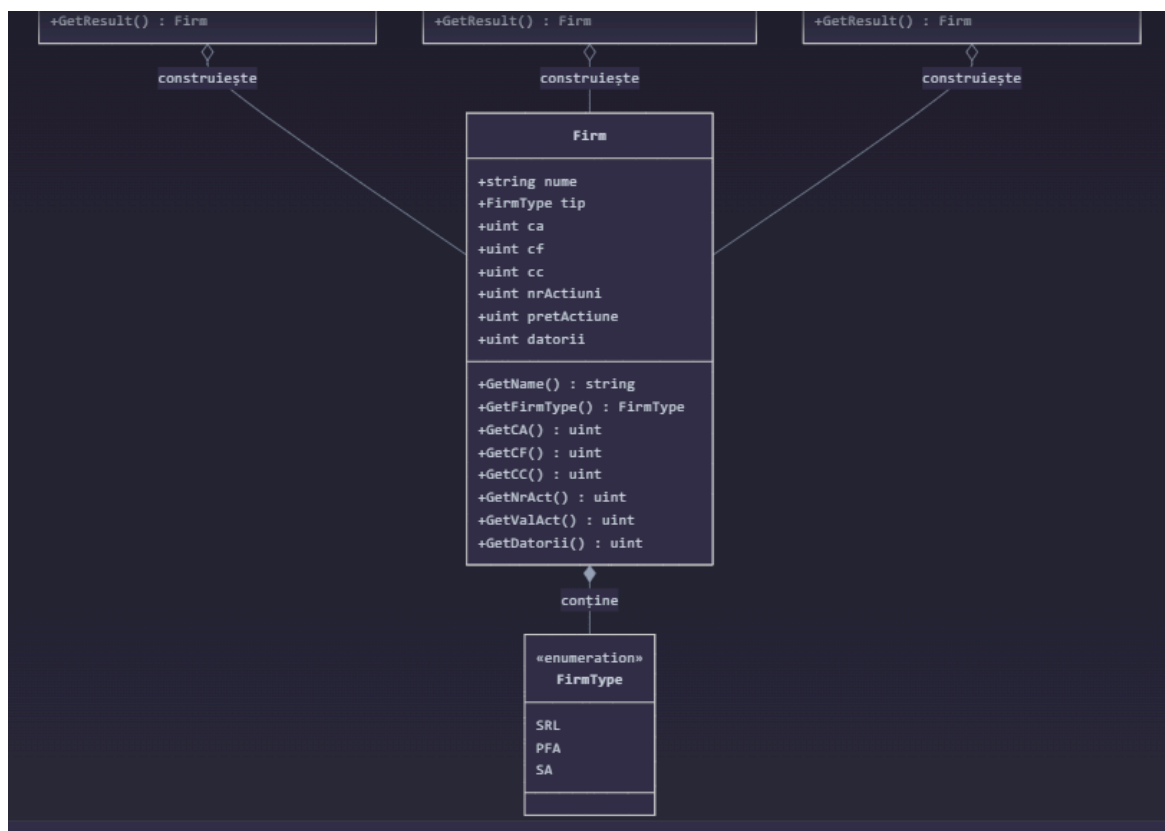 +GetResult() : Firm
+GetResult() : Firm
+GetResult() : Firm
construiește
construiește
construiește
Firm
+string nume
+FirmType tip
+uint ca
+uint cf
+uint cc
+uint nrActiuni
+uint pretActiune
+uint datorii
+GetName() : string
+GetFirmType() : FirmType
+GetCA() : uint
+GetCF() : uint
+GetCC() : uint
+GetNrAct() : uint
+GetValAct() : uint
+GetDatorii() : uint
conține
«enumeration»
FirmType
SRL
PFA
SA